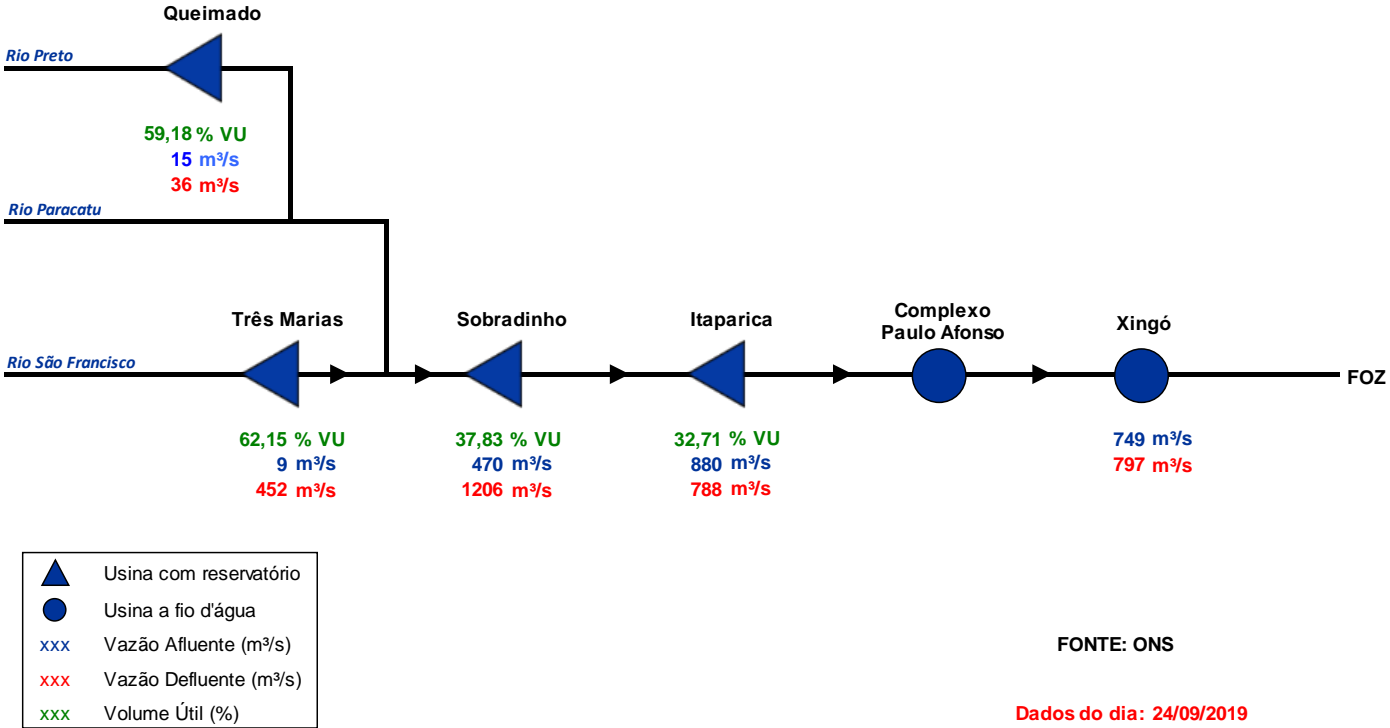 Queimado
Rio Preto
59,18 % VU
15 m³/s
36 m³/s
Rio Paracatu
Três Marias
Sobradinho
Itaparica
Complexo
Paulo Afonso
Xingó
Rio São Francisco
FOZ
62,15 % VU
9 m³/s
452 m³/s
37,83 % VU
470 m³/s
1206 m³/s
32,71 % VU
880 m³/s
788 m³/s
749 m³/s
797 m³/s
Usina com reservatório
Usina a fio d'água
xxx Vazão Afluente (m³/s)
xxx Vazão Defluente (m³/s)
xxx Volume Útil (%)
FONTE: ONS
Dados do dia: 24/09/2019